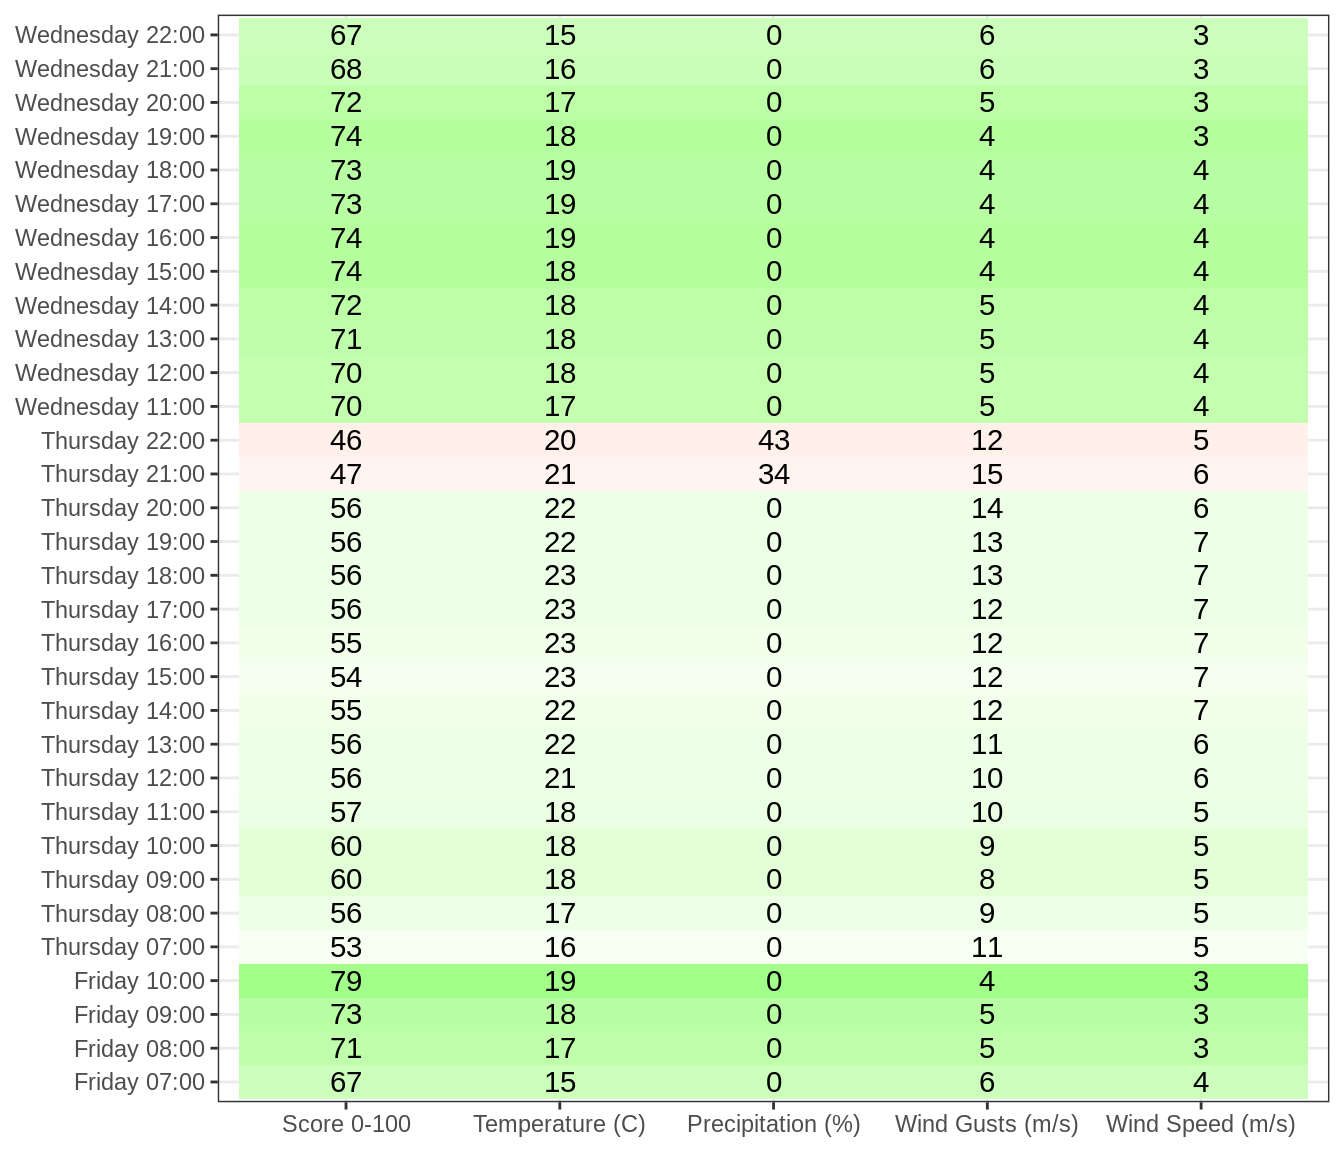 Wednesday 22:00 67 15 0 6 3
Wednesday 21:00 68 16 0 6 3
Wednesday 20:00 72 17 0 5 3
Wednesday 19:00 74 18 0 4 3
Wednesday 18:00 73 19 0 4 4
Wednesday 17:00 73 19 0 4 4
Wednesday 16:00 74 19 0 4 4
Wednesday 15:00 74 18 0 4 4
Wednesday 14:00 72 18 0 5 4
Wednesday 13:00 71 18 0 5 4
Wednesday 12:00 70 18 0 5 4
Wednesday 11:00 70 17 0 5 4
Thursday 22:00 46 20 43 12 5
Thursday 21:00 47 21 34 15 6
Thursday 20:00 56 22 0 14 6
Thursday 19:00 56 22 0 13 7
Thursday 18:00 56 23 0 13 7
Thursday 17:00 56 23 0 12 7
Thursday 16:00 55 23 0 12 7
Thursday 15:00 54 23 0 12 7
Thursday 14:00 55 22 0 12 7
Thursday 13:00 56 22 0 11 6
Thursday 12:00 56 21 0 10 6
Thursday 11:00 57 18 0 10 5
Thursday 10:00 60 18 0 9 5
Thursday 09:00 60 18 0 8 5
Thursday 08:00 56 17 0 9 5
Thursday 07:00 53 16 0 11 5
Friday 10:00 79 19 0 4 3
Friday 09:00 73 18 0 5 3
Friday 08:00 71 17 0 5 3
Friday 07:00 67 15 0 6 4
Score 0-100 Temperature (C) Precipitation (%) Wind Gusts (m/s) Wind Speed (m/s)